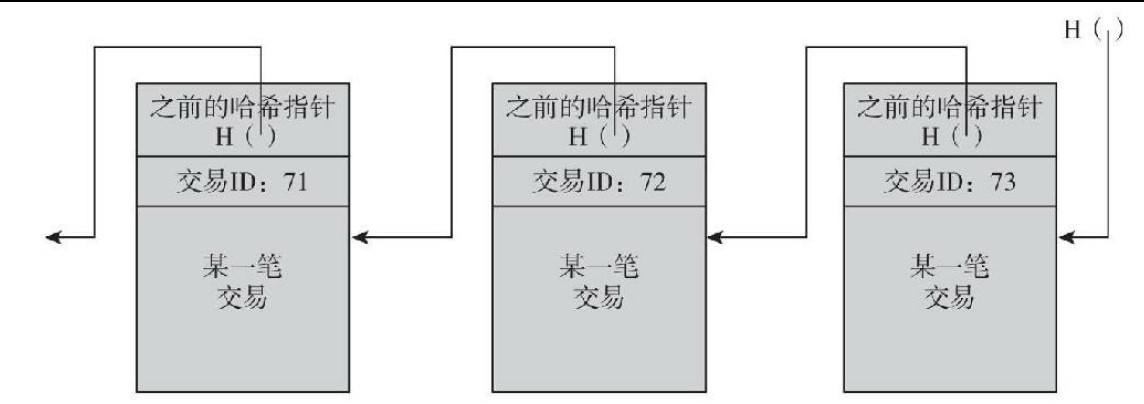 H（ ）
之前的哈希指针
H（ ）
交易ID：71
某一笔
交易
之前的哈希指针
H（ ）
交易ID：72
某一笔
交易
之前的哈希指针
H（ ）
交易ID：73
某一笔
交易